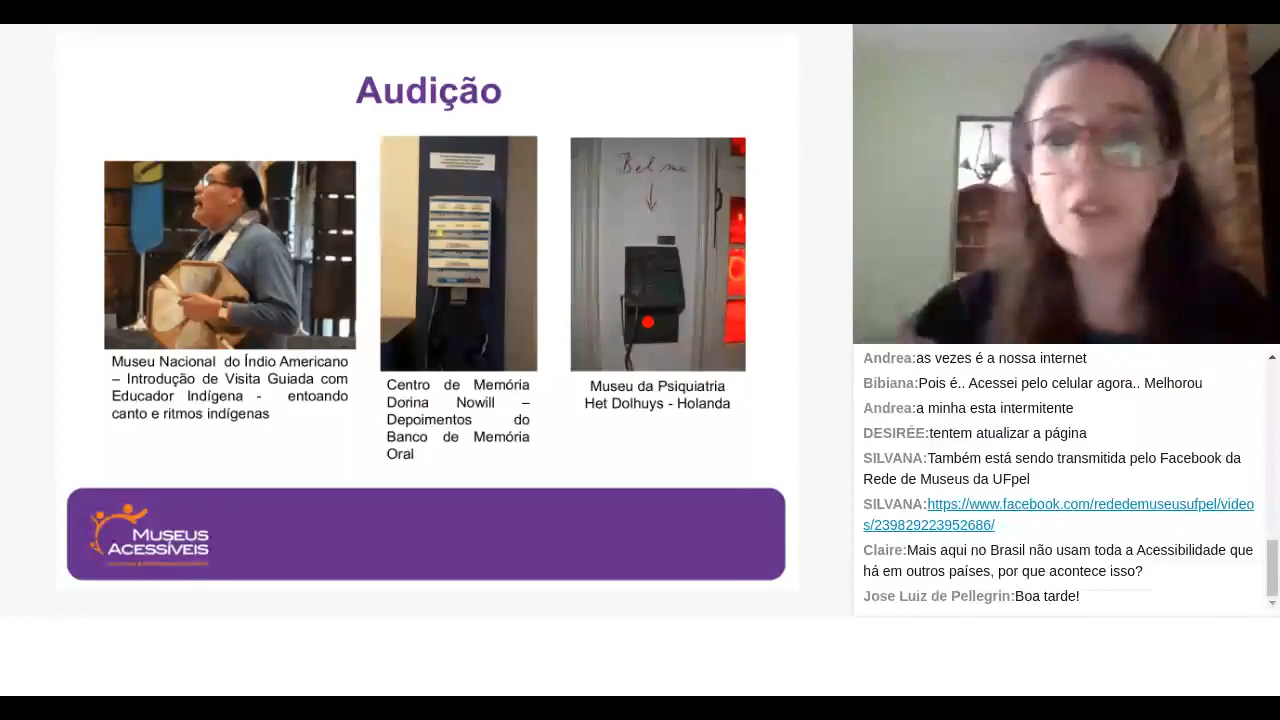 Audição
Bel me
Museu Nacional do Índio Americano
– Introdução de Visita Guiada com
Educador Indígena - entoando
canto e ritmos indígenas
Centro de Memória
Dorina Nowill –
Depoimentos do
Banco de Memória
Oral
Museu da Psiquiatria
Het Dolhuys - Holanda
MUSEUS
ACESSÍVEIS
Andrea:as vezes é a nossa internet
Bibiana:Pois é.. Acessei pelo celular agora.. Melhorou
Andrea:a minha esta intermitente
DESIRÉE:tentem atualizar a página
SILVANA:Também está sendo transmitida pelo Facebook da
Rede de Museus da UFpel
SILVANA:https://www.facebook.com/rededemuseusufpel/video
s/239829223952686/
Claire:Mais aqui no Brasil não usam toda a Acessibilidade que
há em outros países, por que acontece isso?
Jose Luiz de Pellegrin:Boa tarde!